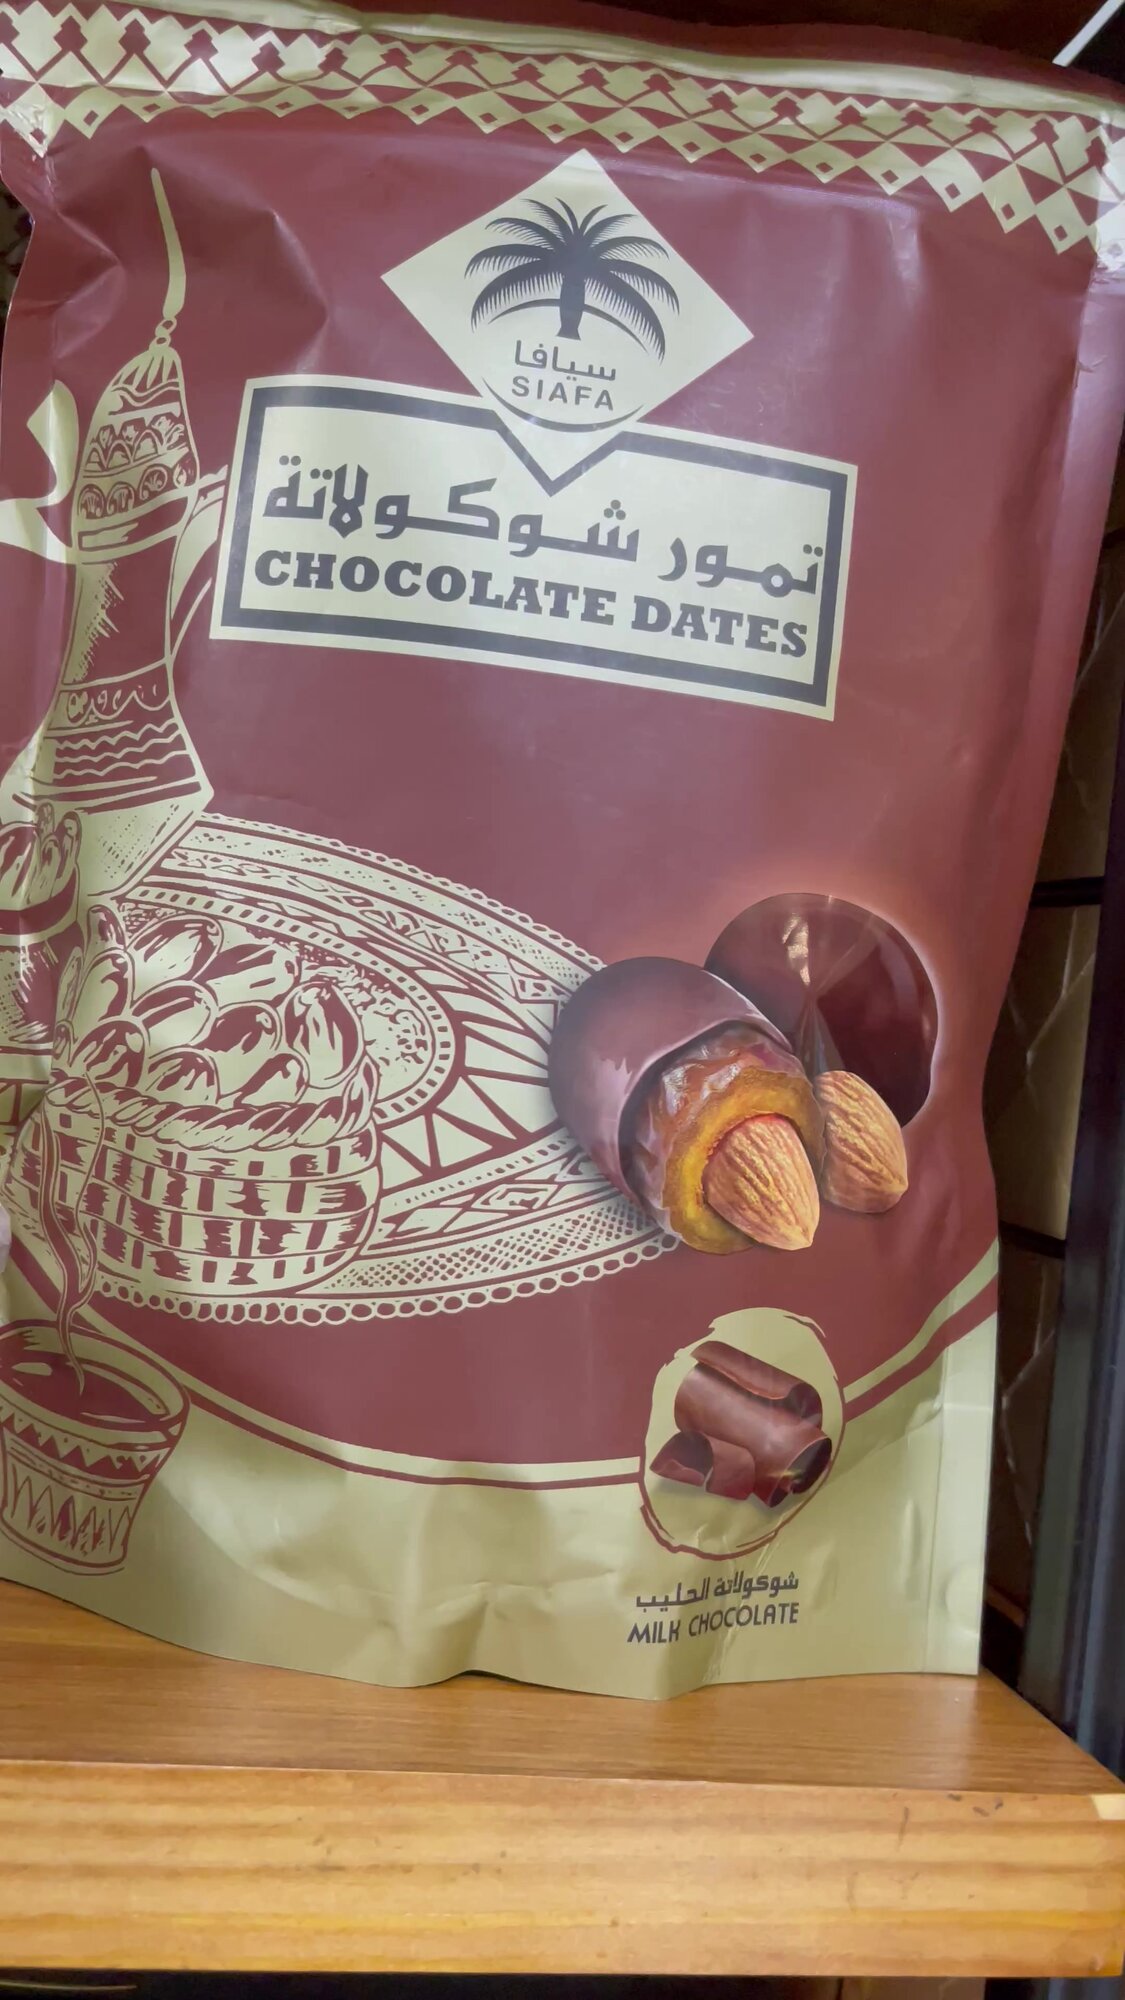 سيافا
SIAFA
تمور شوكولاتة
CHOCOLATE DATES
شوكولاتة الحليب
MILK CHOCOLATE